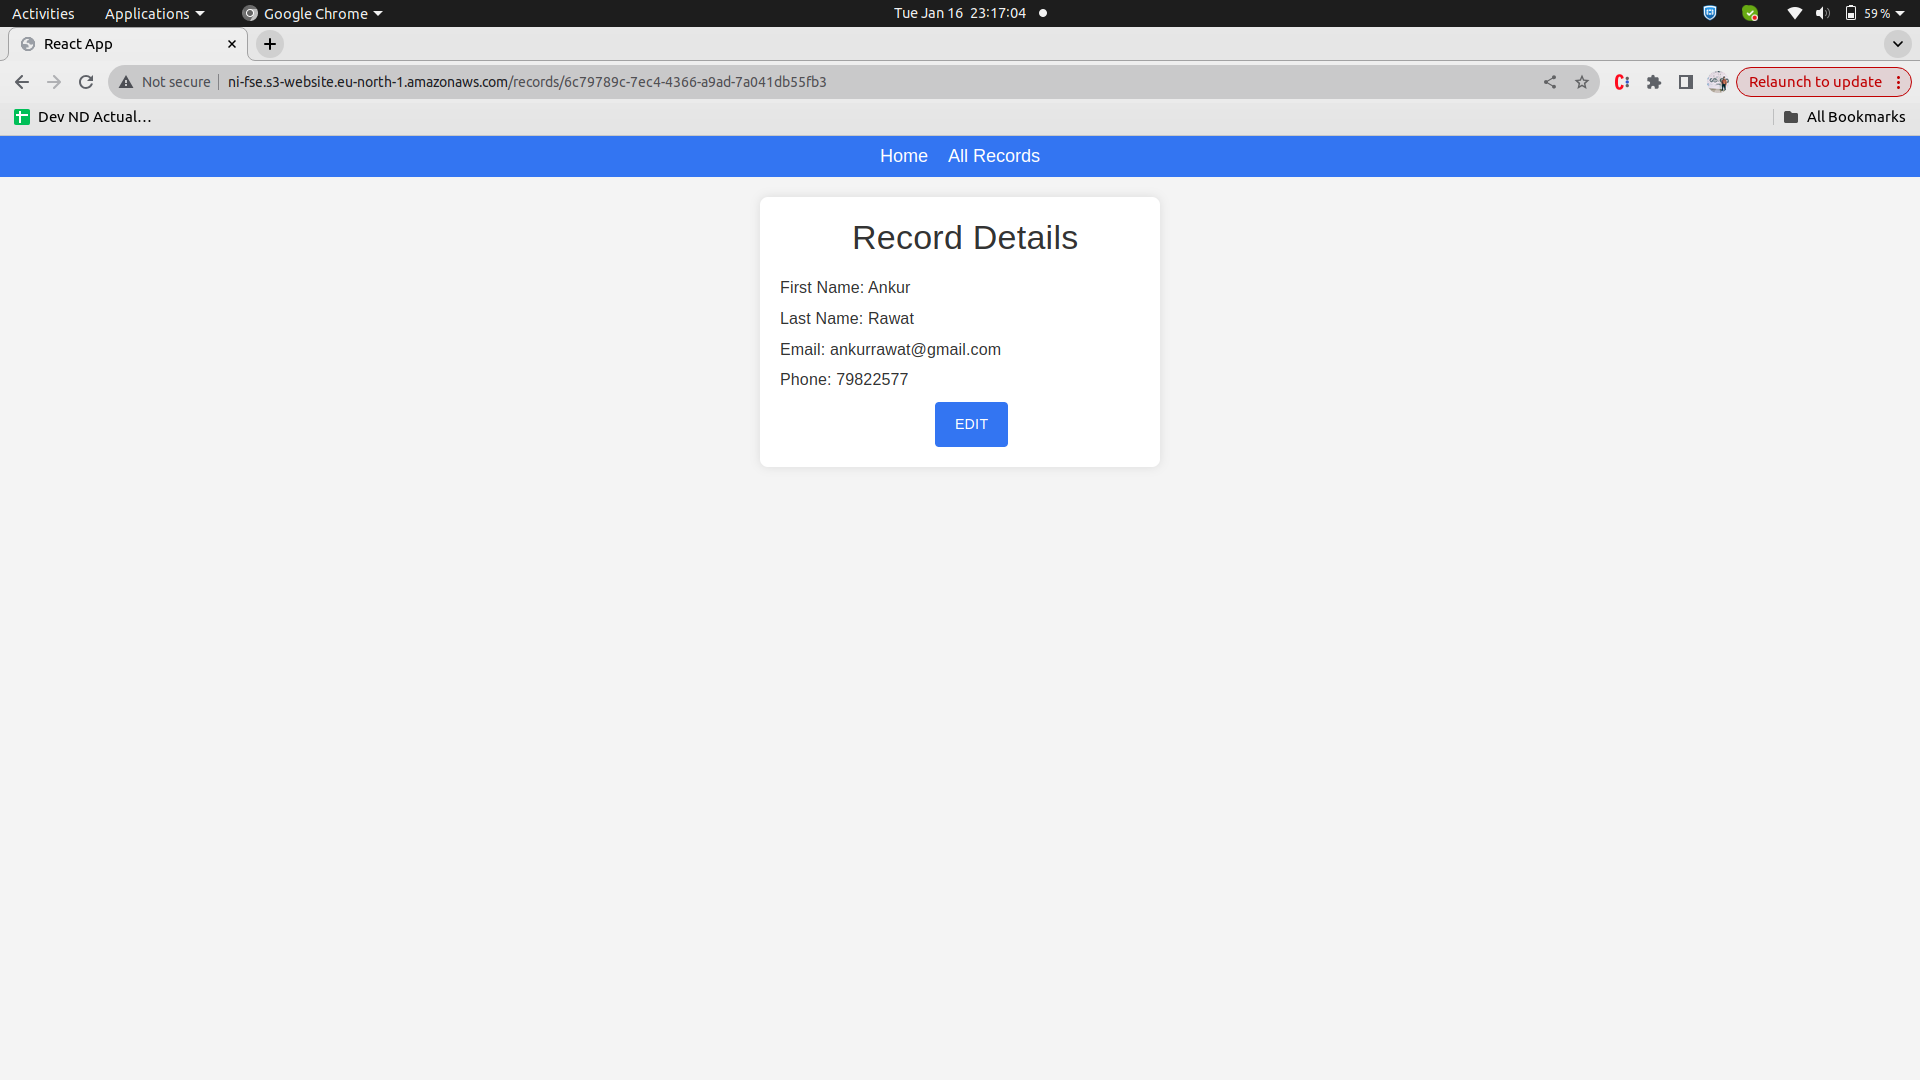 Activities Applications Google Chrome Tue Jan 16 23:17:04 59 %
React App
Not secure ni-fse.s3-website.eu-north-1.amazonaws.com/records/6c79789c-7ec4-4366-a9ad-7a041db55fb3 Relaunch to update
Dev ND Actual... All Bookmarks
Home All Records
Record Details
First Name: Ankur
Last Name: Rawat
Email: ankurrawat@gmail.com
Phone: 79822577
EDIT